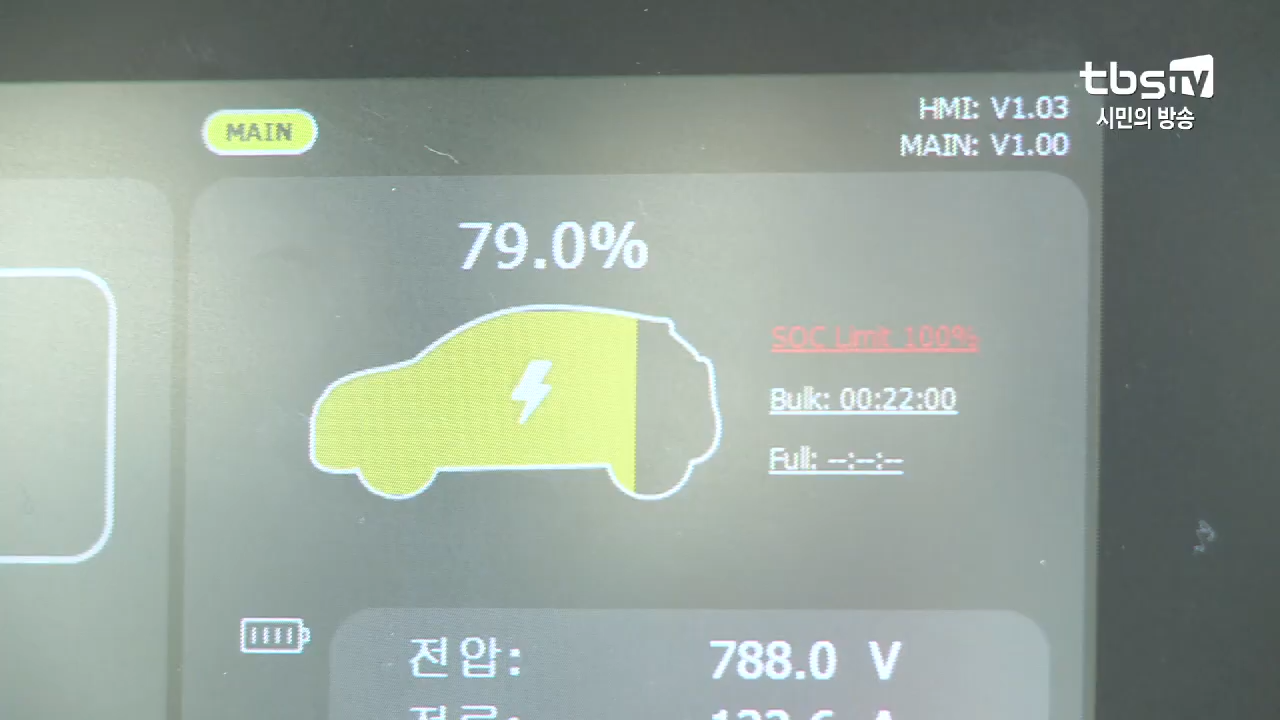 tbs TV
시민의 방송
HMI: V1.03
MAIN: V1.00
MAIN
79.0%
SOC Limit 100%
Bulk: 00:22:00
Full: --:--:--
전압: 788.0 V